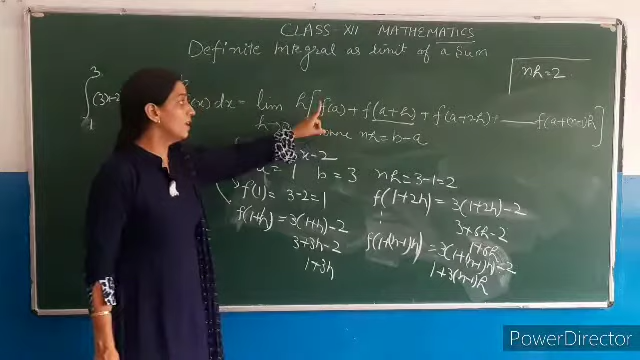 CLASS-XII MATHEMATICS
Definite Integral as limit of a Sum
nh = 2
∫₁³ (3x-2 (x) dx = lim h→ h[f(a) + f(a+h) + f(a+2h) + —— f(a+(n-1)h]
where nh = b-a
x-2
= 1 b = 3 nh = 3-1 = 2
f(1) = 3-2 = 1
f(1+h) = 3(1+h)-2
3+3h-2
1+3h
f(1+2h) = 3(1+2h)-2
3+6h-2
1+6h
f(1+(n-1)h) = 3(1+(n-1)h)-2
1+3(n-1)h
PowerDirector